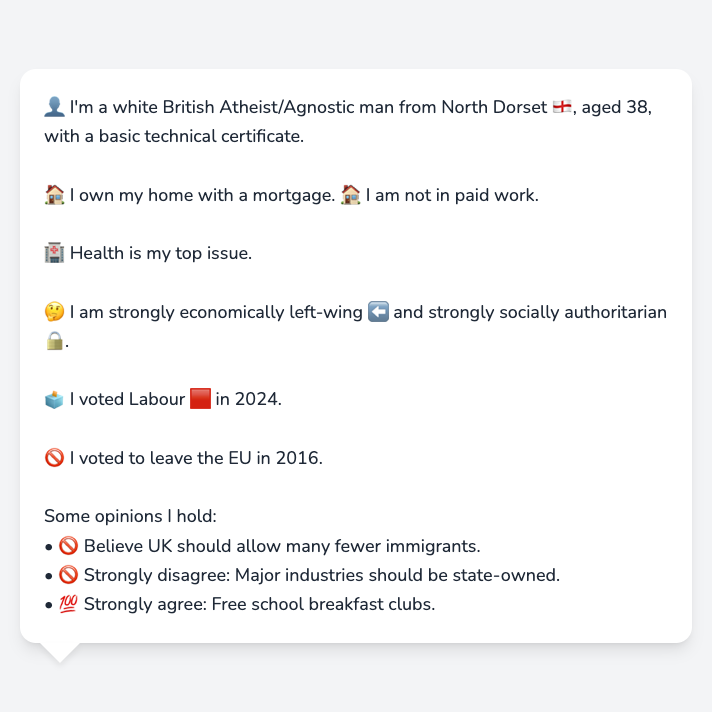 👤 I'm a white British Atheist/Agnostic man from North Dorset 🏴󠁧󠁢󠁥󠁮󠁧󠁿, aged 38,
with a basic technical certificate.
🏠 I own my home with a mortgage. 🏠 I am not in paid work.
🏥 Health is my top issue.
🤔 I am strongly economically left-wing ⬅️ and strongly socially authoritarian
🔒.
🗳️ I voted Labour 🟥 in 2024.
🚫 I voted to leave the EU in 2016.
Some opinions I hold:
• 🚫 Believe UK should allow many fewer immigrants.
• 🚫 Strongly disagree: Major industries should be state-owned.
• 💯 Strongly agree: Free school breakfast clubs.